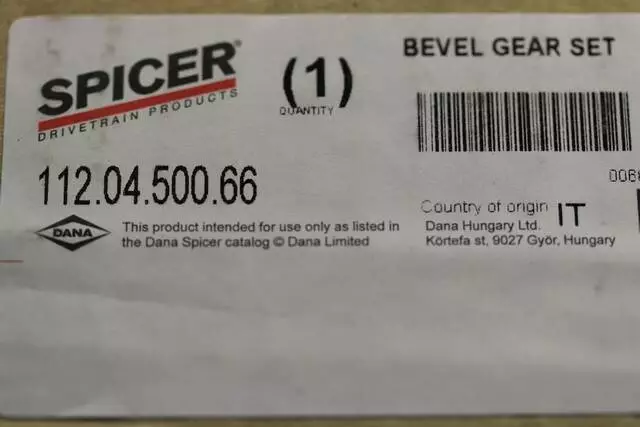 SPICER®
DRIVETRAIN PRODUCTS
(1)
QUANTITY
BEVEL GEAR SET
112.04.500.66
DANA
This product intended for use only as listed in
the Dana Spicer catalog © Dana Limited
Country of origin IT
Dana Hungary Ltd.
Körtefa st, 9027 Györ, Hungary